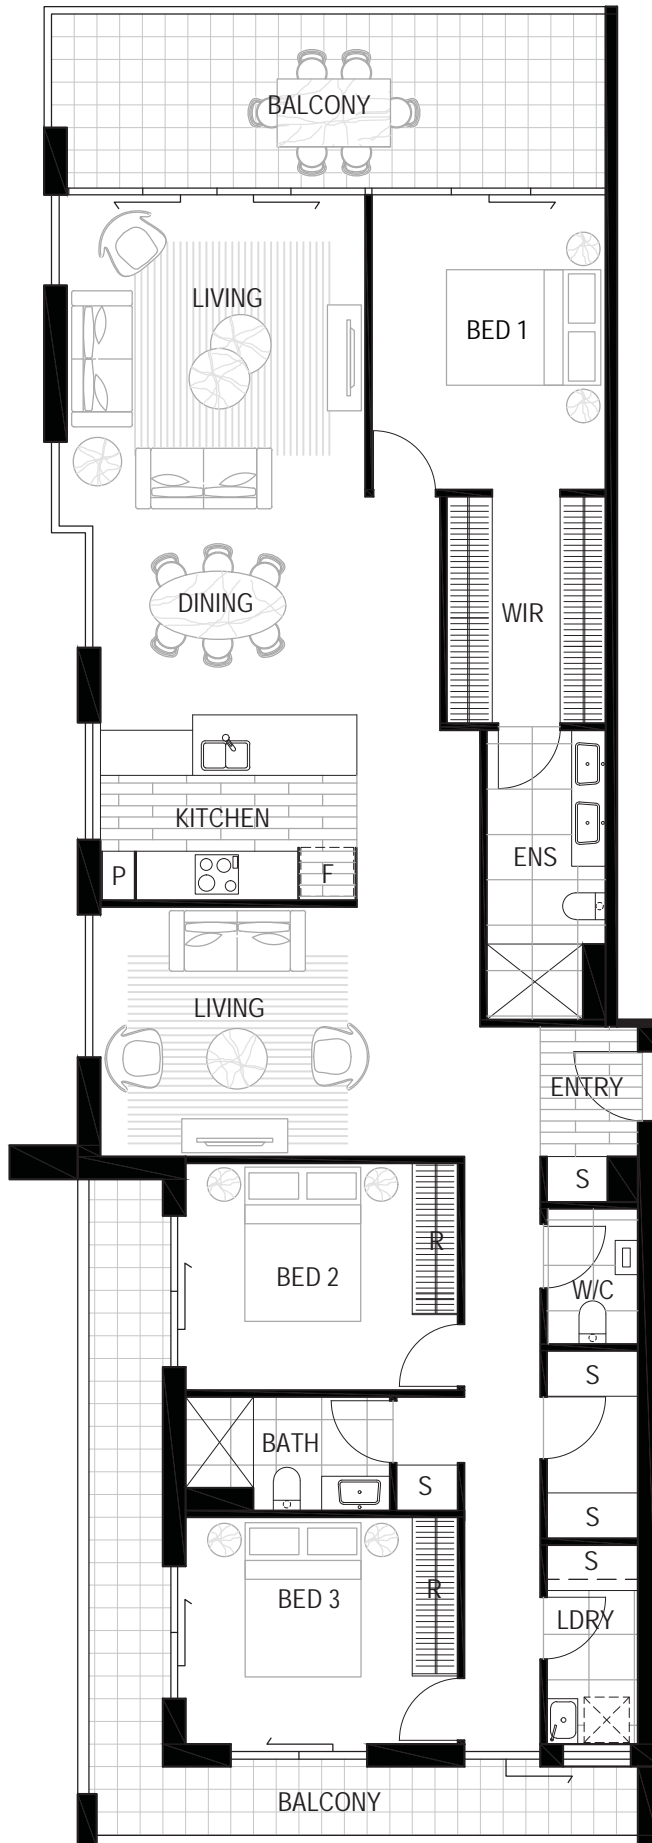 BALCONY
LIVING
BED 1
DINING
WIR
KITCHEN
P
F
ENS
LIVING
ENTRY
S
R
BED 2
W/C
S
BATH
S
S
S
R
BED 3
LDRY
BALCONY